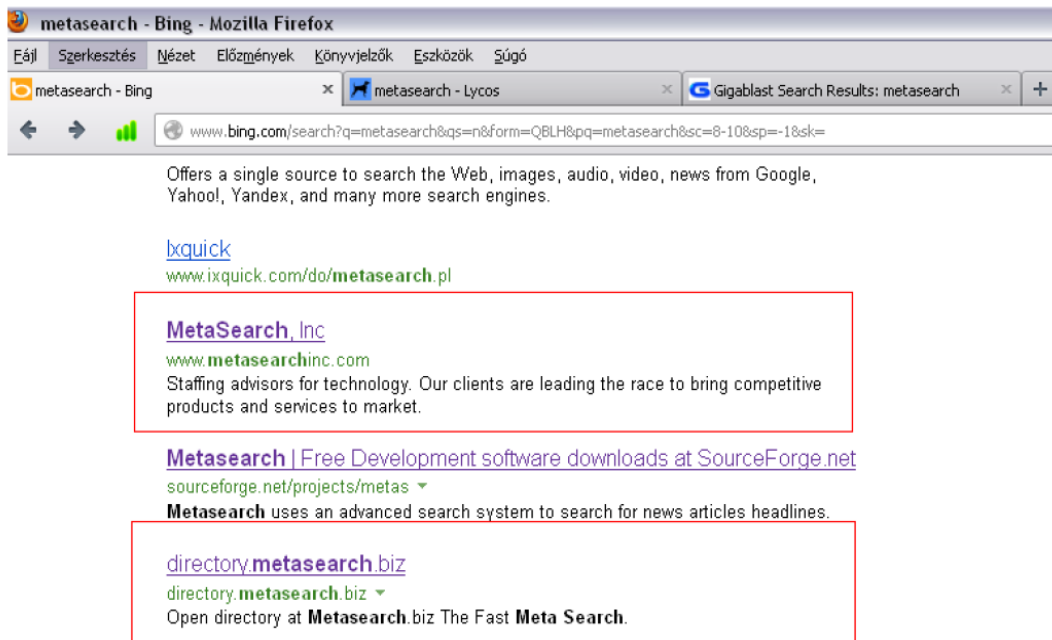 metasearch - Bing - Mozilla Firefox
Fájl Szerkesztés Nézet Előzmények Könyvjelzők Eszközök Súgó
metasearch - Bing × metasearch - Lycos × Gigablast Search Results: metasearch × +
www.bing.com/search?q=metasearch&qs=n&form=QBLH&pq=metasearch&sc=8-10&sp=-1&sk=
Offers a single source to search the Web, images, audio, video, news from Google,
Yahoo!, Yandex, and many more search engines.
Ixquick
www.ixquick.com/do/metasearch.pl
MetaSearch, Inc
www.metasearchinc.com
Staffing advisors for technology. Our clients are leading the race to bring competitive
products and services to market.
Metasearch | Free Development software downloads at SourceForge.net
sourceforge.net/projects/metas
Metasearch uses an advanced search system to search for news articles headlines.
directory.metasearch.biz
directory.metasearch.biz
Open directory at Metasearch.biz The Fast Meta Search.